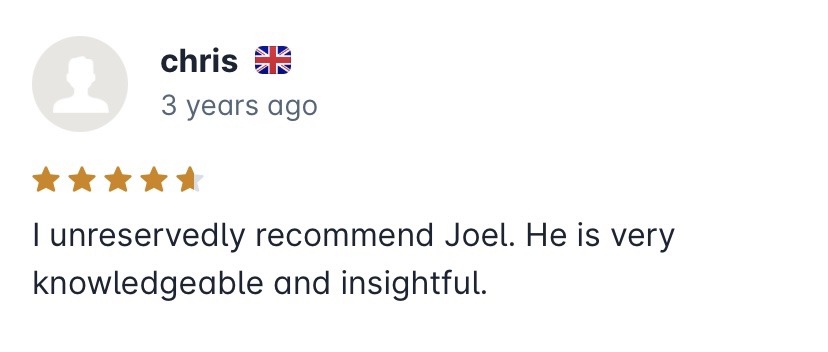 chris
3 years ago
I unreservedly recommend Joel. He is very
knowledgeable and insightful.